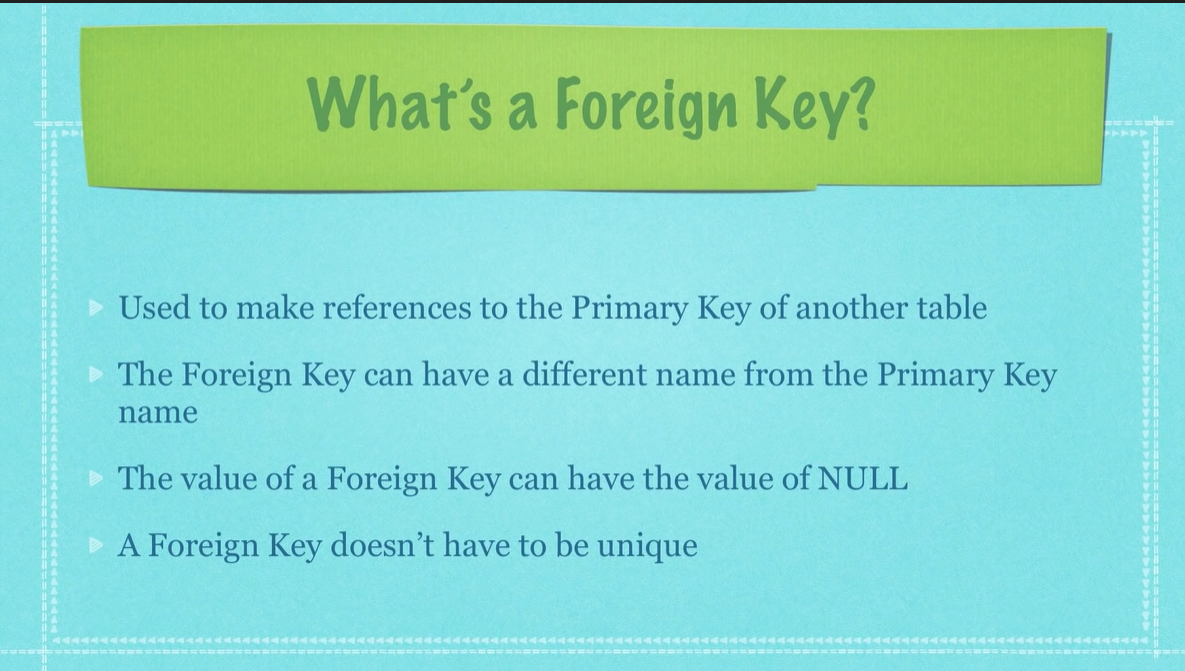 What’s a Foreign Key?
Used to make references to the Primary Key of another table
The Foreign Key can have a different name from the Primary Key
name
The value of a Foreign Key can have the value of NULL
A Foreign Key doesn’t have to be unique